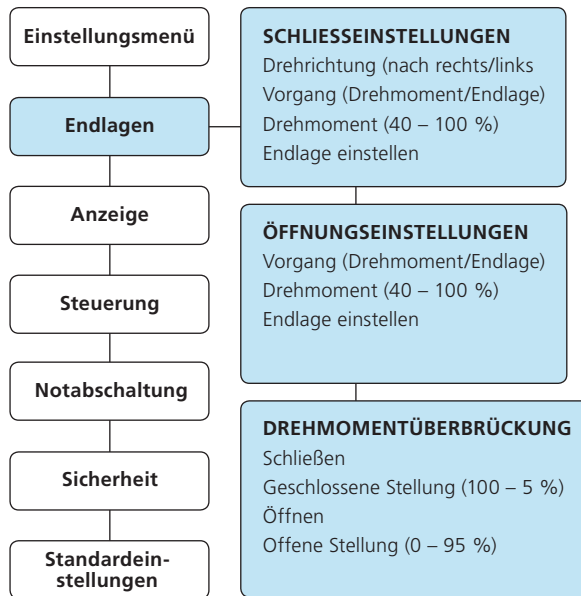 Einstellungsmenü
Endlagen
Anzeige
Steuerung
Notabschaltung
Sicherheit
Standardein-
stellungen
SCHLIESSEINSTELLUNGEN
Drehrichtung (nach rechts/links
Vorgang (Drehmoment/Endlage)
Drehmoment (40 – 100 %)
Endlage einstellen
ÖFFNUNGSEINSTELLUNGEN
Vorgang (Drehmoment/Endlage)
Drehmoment (40 – 100 %)
Endlage einstellen
DREHMOMENTÜBERBRÜCKUNG
Schließen
Geschlossene Stellung (100 – 5 %)
Öffnen
Offene Stellung (0 – 95 %)